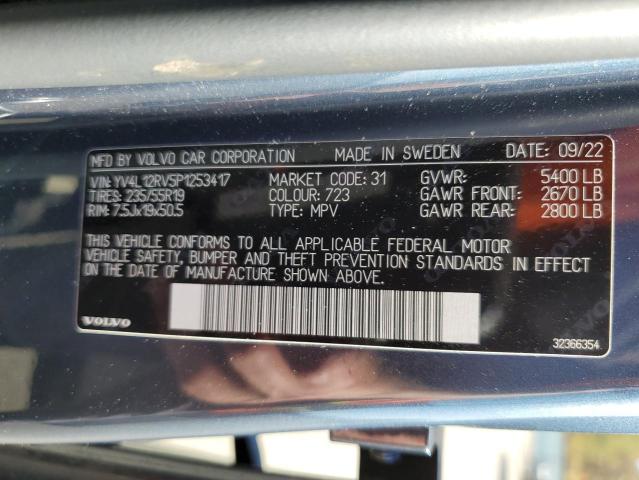 MFD BY VOLVO CAR CORPORATION MADE IN SWEDEN DATE: 09/22
VIN: YV4L12RV5P1253417 MARKET CODE: 31 GVWR: 5400 LB
TIRES: 235/55R19 COLOUR: 723 GAWR FRONT: 2670 LB
RIM: 7.5Jx19x50.5 TYPE: MPV GAWR REAR: 2800 LB
THIS VEHICLE CONFORMS TO ALL APPLICABLE FEDERAL MOTOR
VEHICLE SAFETY, BUMPER AND THEFT PREVENTION STANDARDS IN EFFECT
ON THE DATE OF MANUFACTURE SHOWN ABOVE.
VOLVO 32366354